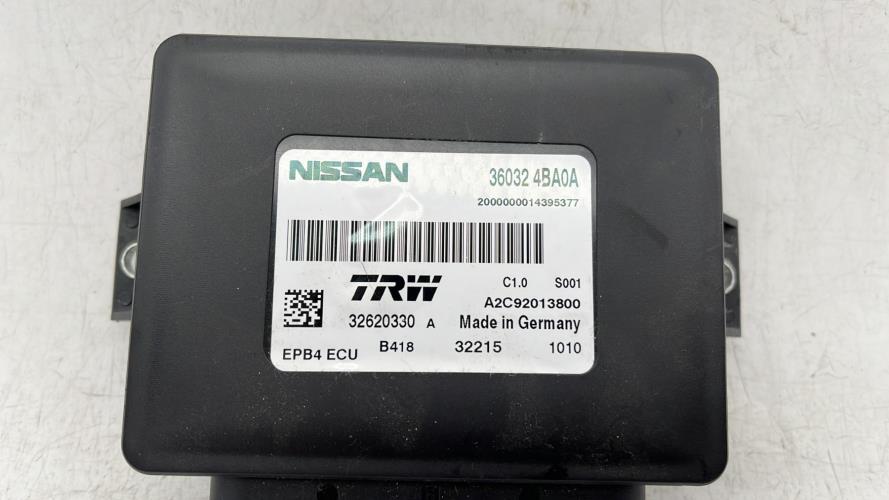 NISSAN 36032 4BA0A
2000000014395377
TRW C1.0 S001
A2C92013800
32620330 A Made in Germany
EPB4 ECU B418 32215 1010